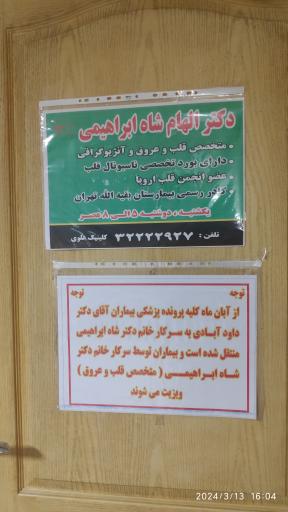 دکتر الهام شاه ابراهیمی
• متخصص قلب و عروق و آنژیوگرافی
• دارای بورد تخصصی ناسیونال قلب
• عضو انجمن قلب اروپا
• کادر رسمی بیمارستان بقیه الله تهران
یکشنبه ، دوشنبه ۵ الی ۸ عصر
تلفن : ۳۲۲۲۲۹۲۷ کلینیک علوی
توجه توجه
از آبان ماه کلیه پرونده پزشکی بیماران آقای دکتر
داود آبادی به سرکار خانم دکتر شاه ابراهیمی
منتقل شده است و بیماران توسط سرکار خانم دکتر
شاه ابراهیمی ( متخصص قلب و عروق )
ویزیت می شوند
2024/3/13 16:04